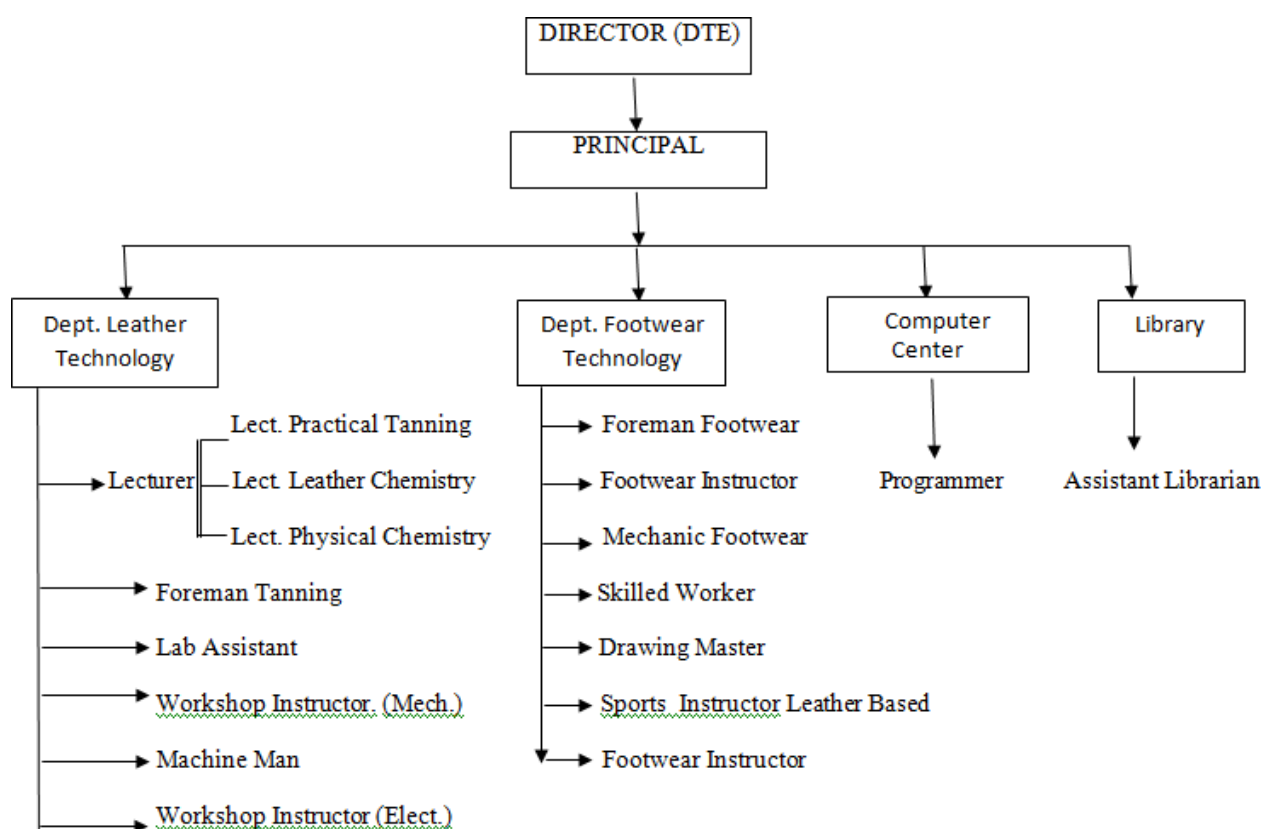 DIRECTOR (DTE)
PRINCIPAL
Dept. Leather
Technology
Dept. Footwear
Technology
Computer
Center
Library
Lecturer
Lect. Practical Tanning
Lect. Leather Chemistry
Lect. Physical Chemistry
Foreman Tanning
Lab Assistant
Workshop Instructor. (Mech.)
Machine Man
Workshop Instructor (Elect.)
Foreman Footwear
Footwear Instructor
Mechanic Footwear
Skilled Worker
Drawing Master
Sports Instructor Leather Based
Footwear Instructor
Programmer
Assistant Librarian